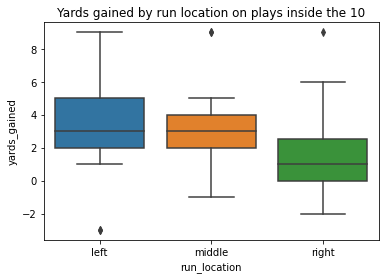 Yards gained by run location on plays inside the 10
yards_gained
8
6
4
2
0
−2
left
middle
right
run_location